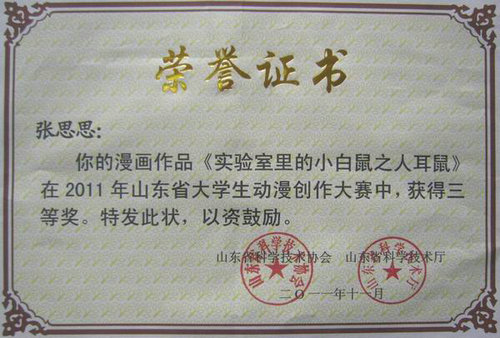 荣誉证书
张思思：
你的漫画作品《实验室里的小白鼠之人耳鼠》
在 2011 年山东省大学生动漫创作大赛中，获得三
等奖。特发此状，以资鼓励。
山东省科学技术协会 山东省科学技术厅
二〇一一年十一月